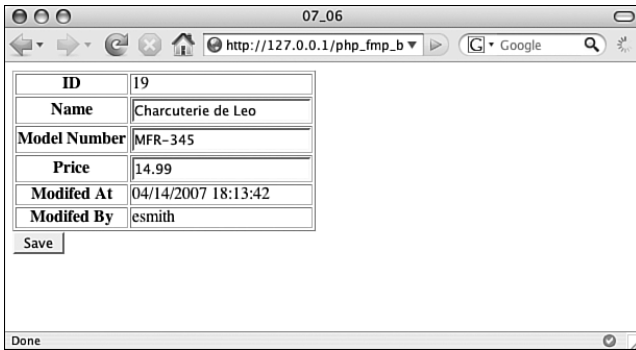 07_06
http://127.0.0.1/php_fmp_b
G Google
ID 19
Name Charcuterie de Leo
Model Number MFR-345
Price 14.99
Modifed At 04/14/2007 18:13:42
Modifed By esmith
Save
Done